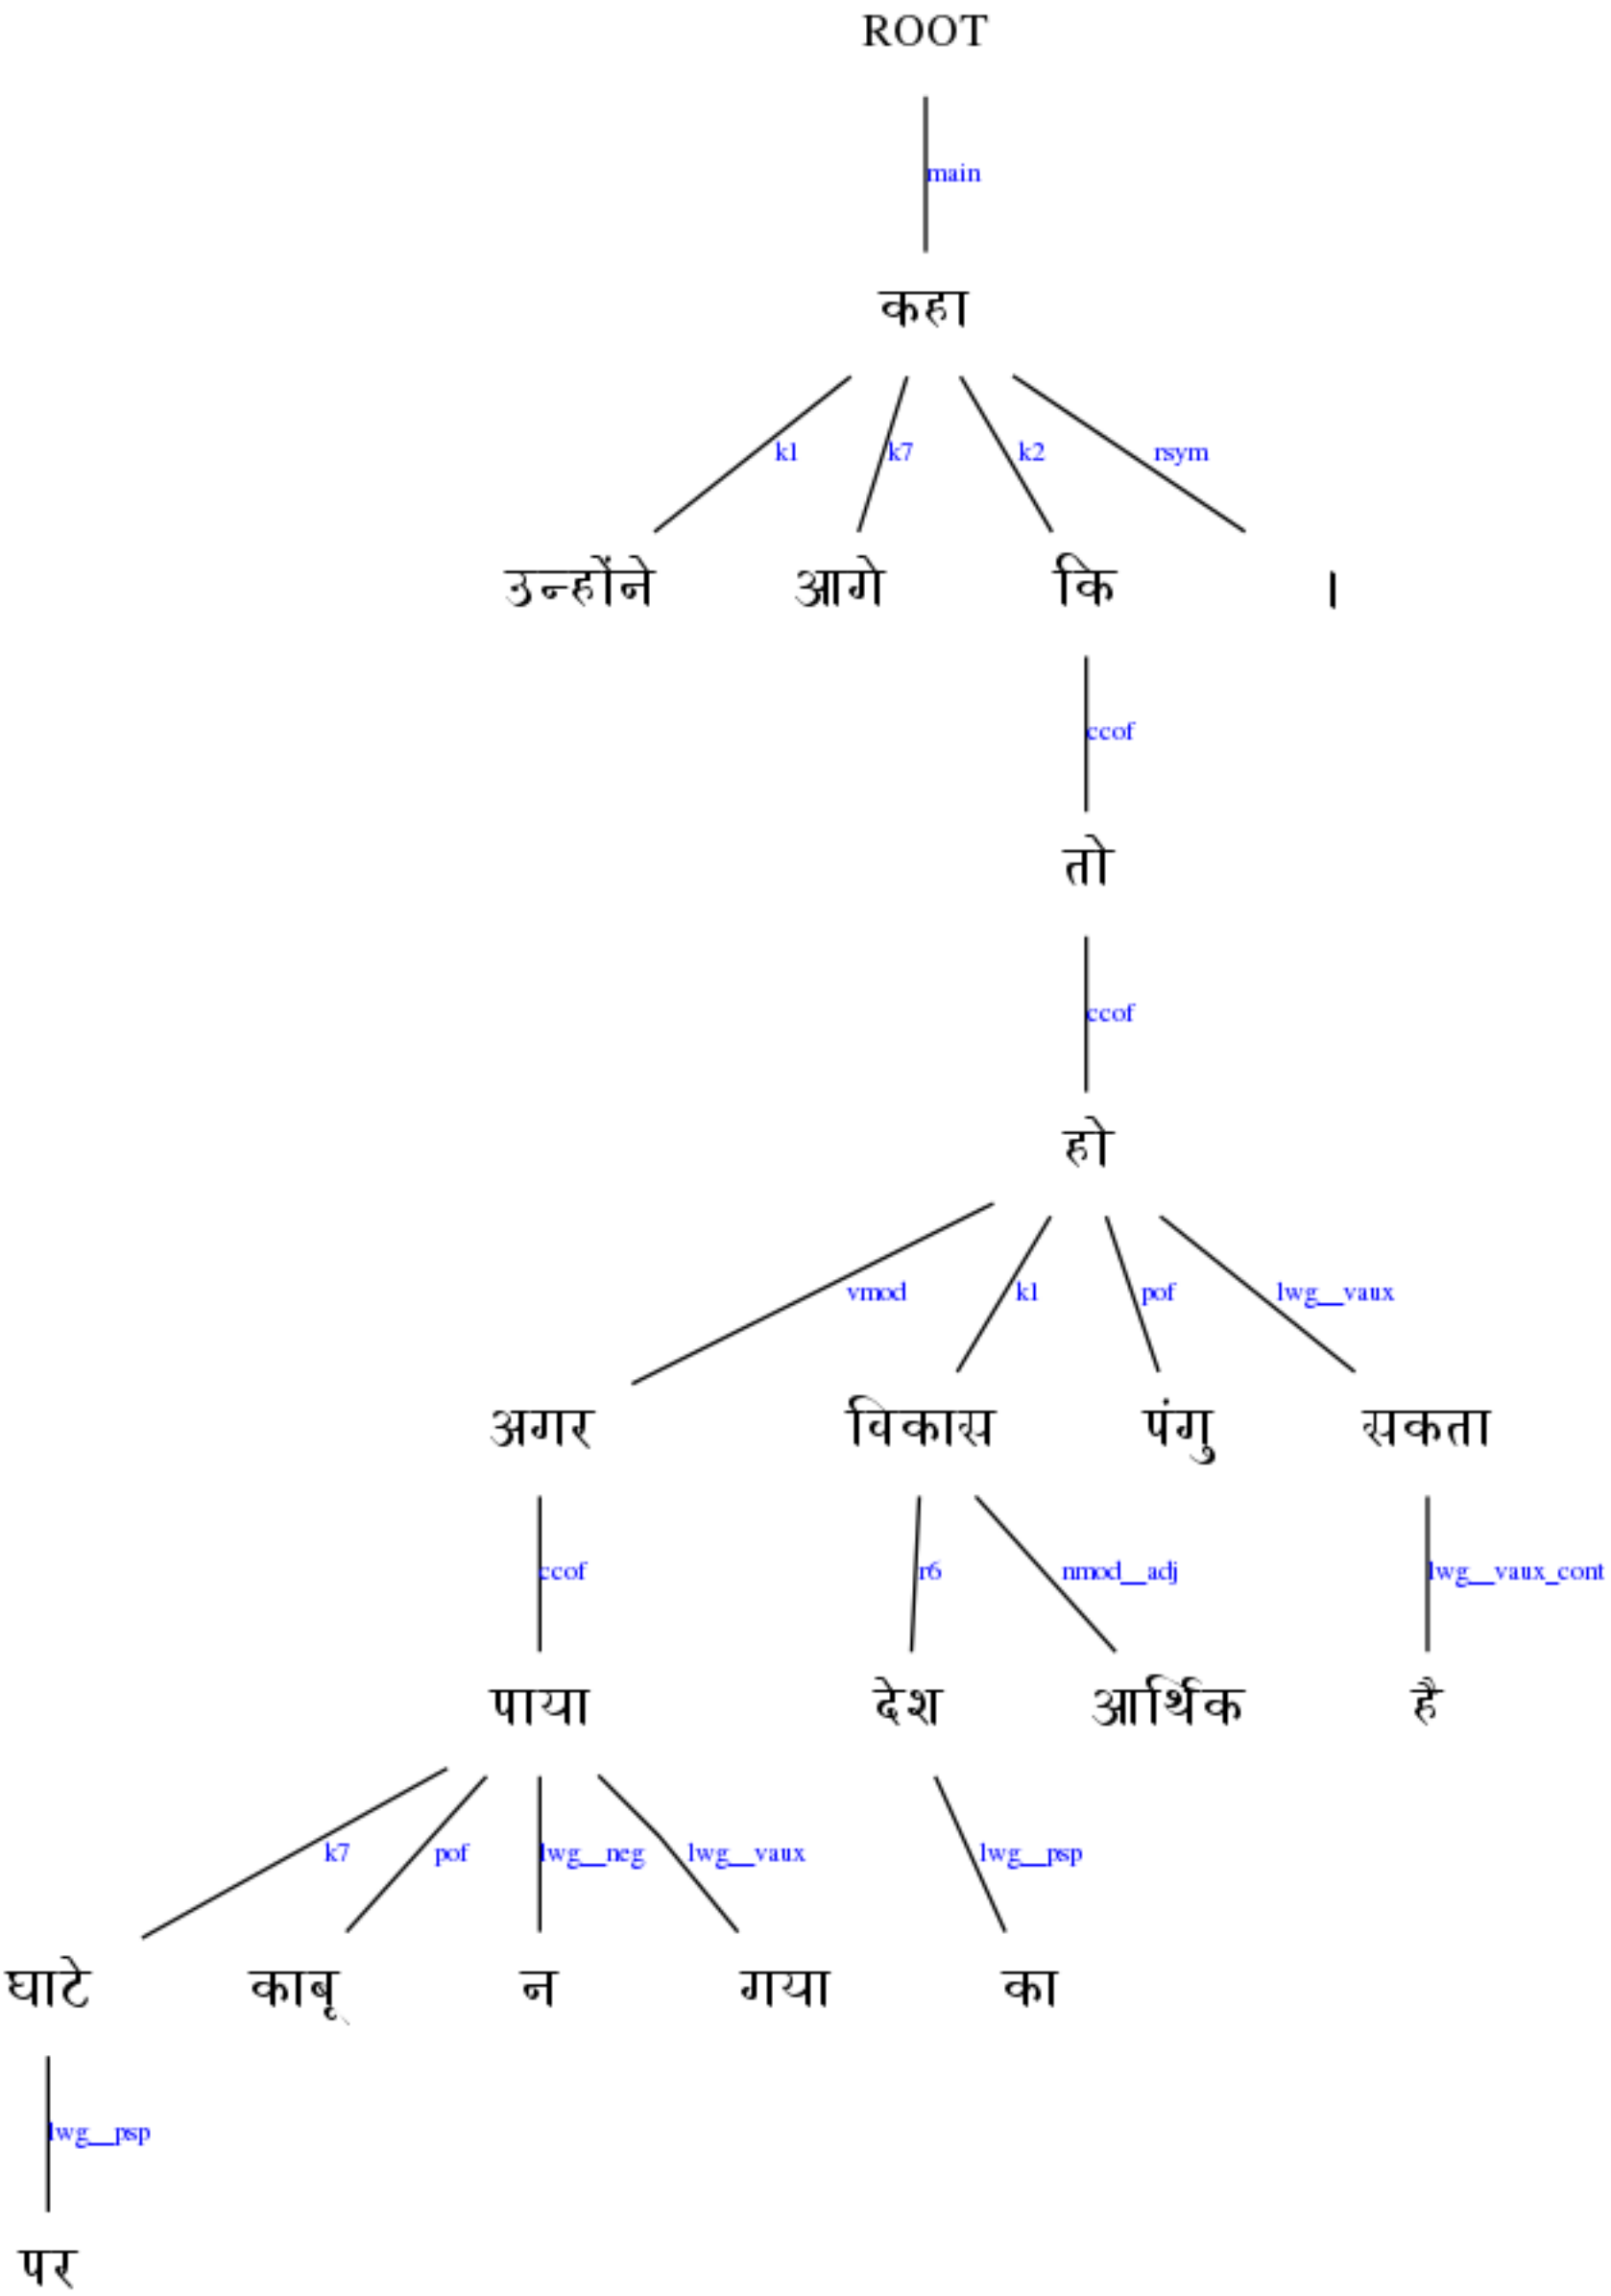 ROOT
main
कहा
k1 k7 k2 rsym
उन्होंने आगे कि ।
ccof
तो
ccof
हो
vmod k1 pof lwg__vaux
अगर विकास पंगु सकता
ccof r6 nmod__adj lwg__vaux_cont
पाया देश आर्थिक है
k7 pof lwg__neg lwg__vaux lwg__psp
घाटे काबू न गया का
lwg__psp
पर